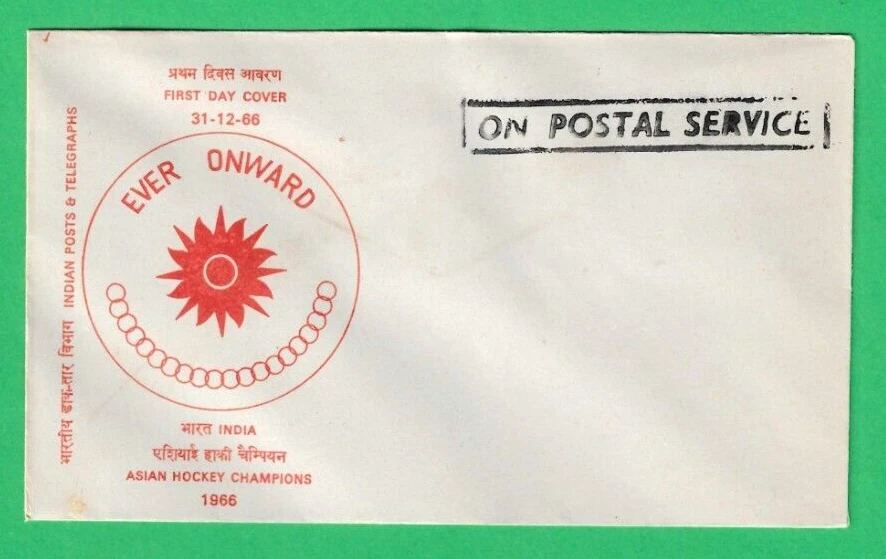 प्रथम दिवस आवरण
FIRST DAY COVER
31-12-66
ON POSTAL SERVICE
EVER ONWARD
भारतीय डाक-तार विभाग INDIAN POSTS & TELEGRAPHS
भारत INDIA
एशियाई हाकी चैम्पियन
ASIAN HOCKEY CHAMPIONS
1966